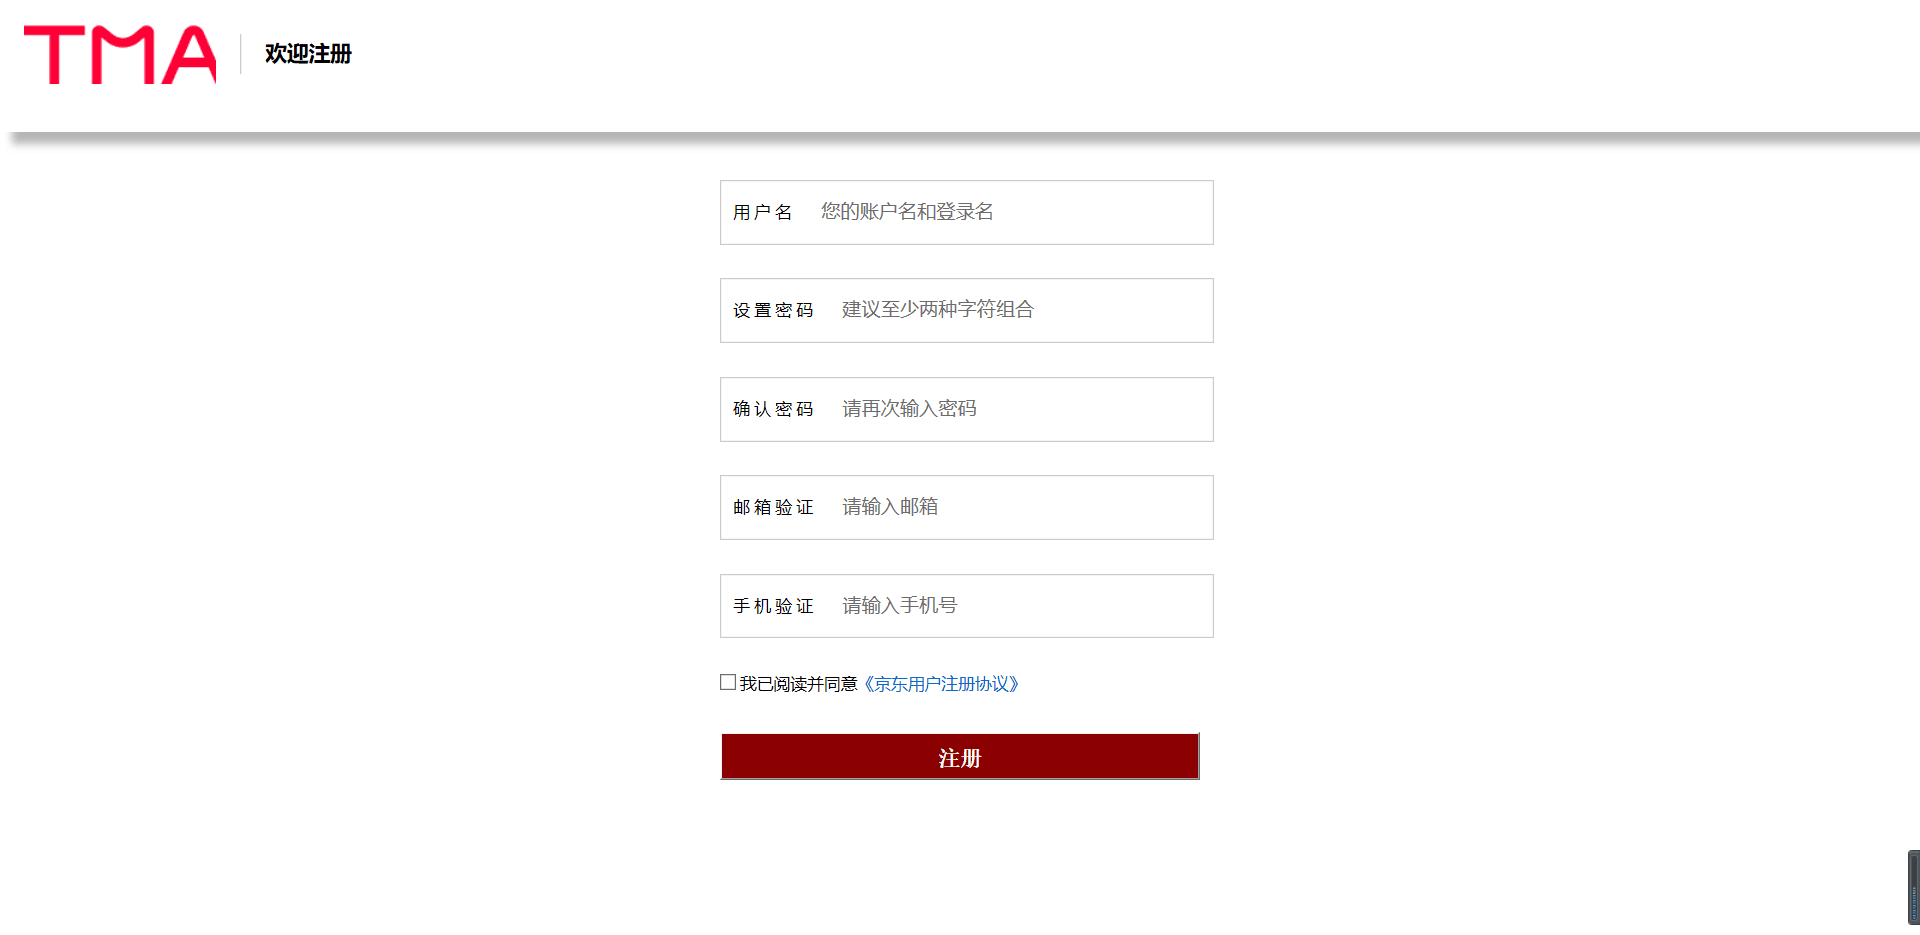 TMA
欢迎注册
用户名 您的账户名和登录名
设置密码 建议至少两种字符组合
确认密码 请再次输入密码
邮箱验证 请输入邮箱
手机验证 请输入手机号
我已阅读并同意《京东用户注册协议》
注册